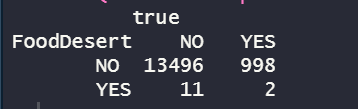 true
FoodDesert NO YES
NO 13496 998
YES 11 2